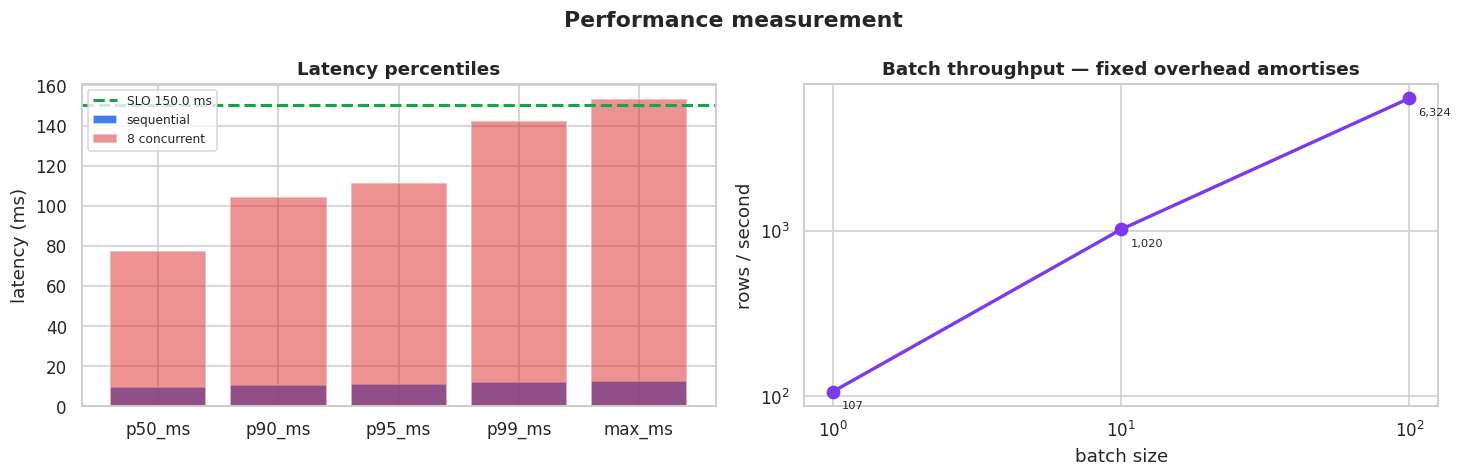 Performance measurement
Latency percentiles
latency (ms)
160
140
120
100
80
60
40
20
0
SLO 150.0 ms
sequential
8 concurrent
p50_ms
p90_ms
p95_ms
p99_ms
max_ms
Batch throughput — fixed overhead amortises
rows / second
10³
10²
107
1,020
6,324
10⁰
10¹
10²
batch size